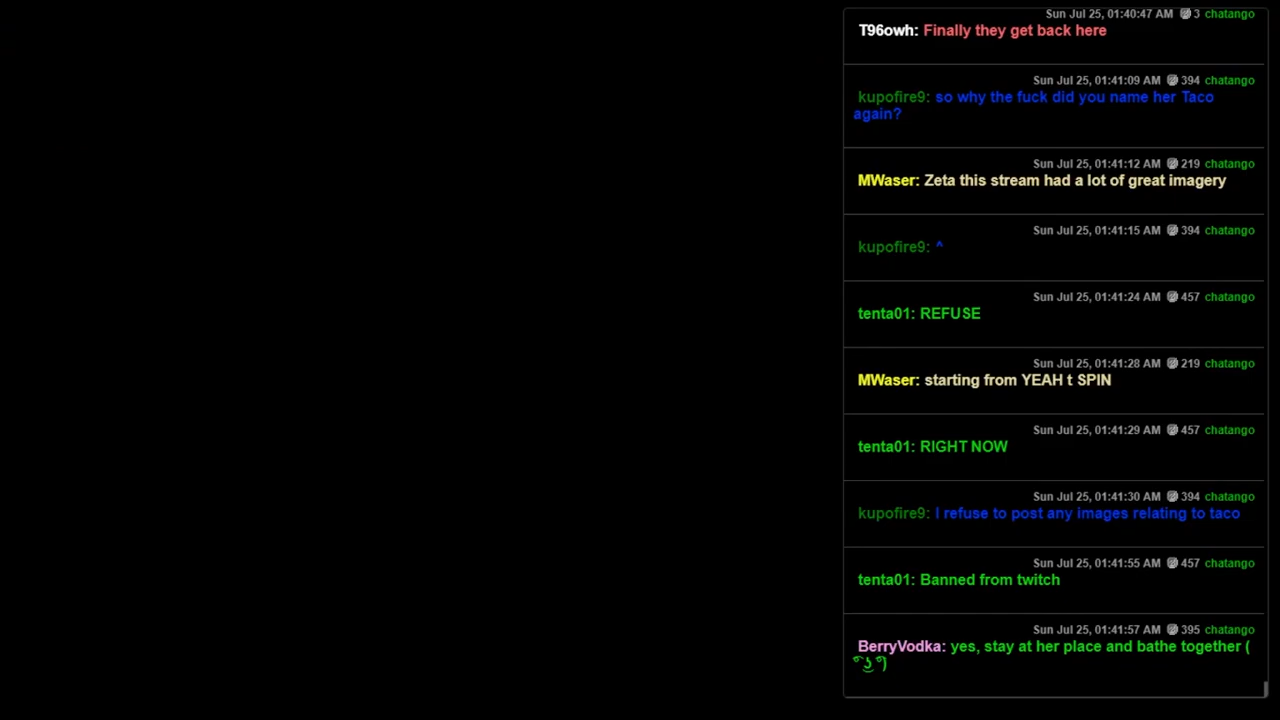 Sun Jul 25, 01:40:47 AM 3 chatango
T96owh: Finally they get back here
Sun Jul 25, 01:41:09 AM 394 chatango
kupofire9: so why the fuck did you name her Taco
again?
Sun Jul 25, 01:41:12 AM 219 chatango
MWaser: Zeta this stream had a lot of great imagery
Sun Jul 25, 01:41:15 AM 394 chatango
kupofire9: ^
Sun Jul 25, 01:41:24 AM 457 chatango
tenta01: REFUSE
Sun Jul 25, 01:41:28 AM 219 chatango
MWaser: starting from YEAH t SPIN
Sun Jul 25, 01:41:29 AM 457 chatango
tenta01: RIGHT NOW
Sun Jul 25, 01:41:30 AM 394 chatango
kupofire9: I refuse to post any images relating to taco
Sun Jul 25, 01:41:55 AM 457 chatango
tenta01: Banned from twitch
Sun Jul 25, 01:41:57 AM 395 chatango
BerryVodka: yes, stay at her place and bathe together (
͡° ͜ʖ ͡°)